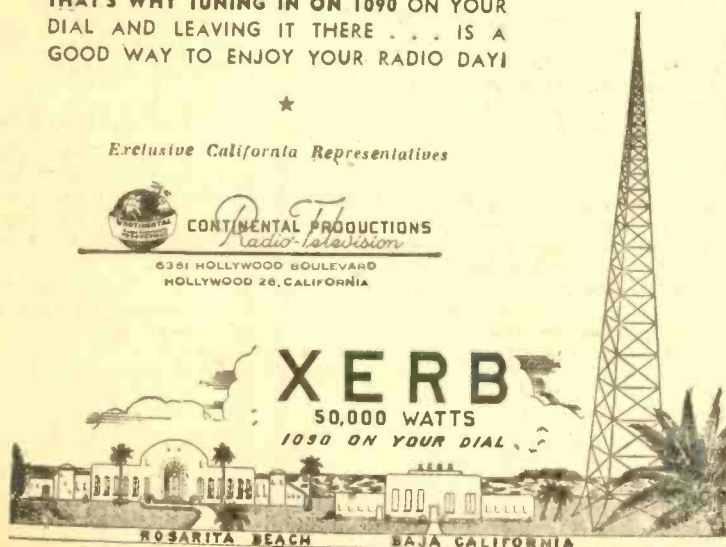 THAT'S WHY TUNING IN ON 1090 ON YOUR
DIAL AND LEAVING IT THERE . . . IS A
GOOD WAY TO ENJOY YOUR RADIO DAY!
Exclusive California Representatives
CONTINENTAL
CONTINENTAL PRODUCTIONS
Radio-Television
6381 HOLLYWOOD BOULEVARD
HOLLYWOOD 28, CALIFORNIA
XERB
50,000 WATTS
1090 ON YOUR DIAL
ROSARITA BEACH BAJA CALIFORNIA